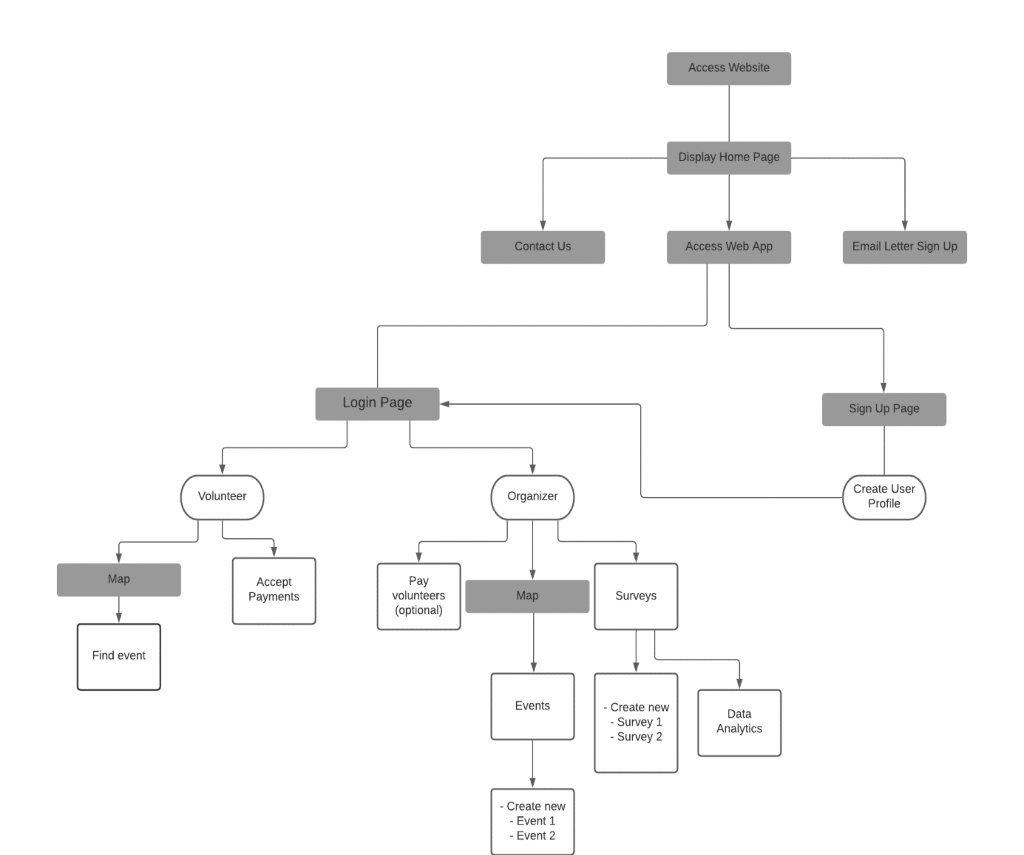 Access Website
Display Home Page
Contact Us
Access Web App
Email Letter Sign Up
Login Page
Sign Up Page
Volunteer
Organizer
Create User
Profile
Map
Accept
Payments
Pay
volunteers
(optional)
Map
Surveys
Find event
Events
- Create new
- Survey 1
- Survey 2
Data
Analytics
- Create new
- Event 1
- Event 2